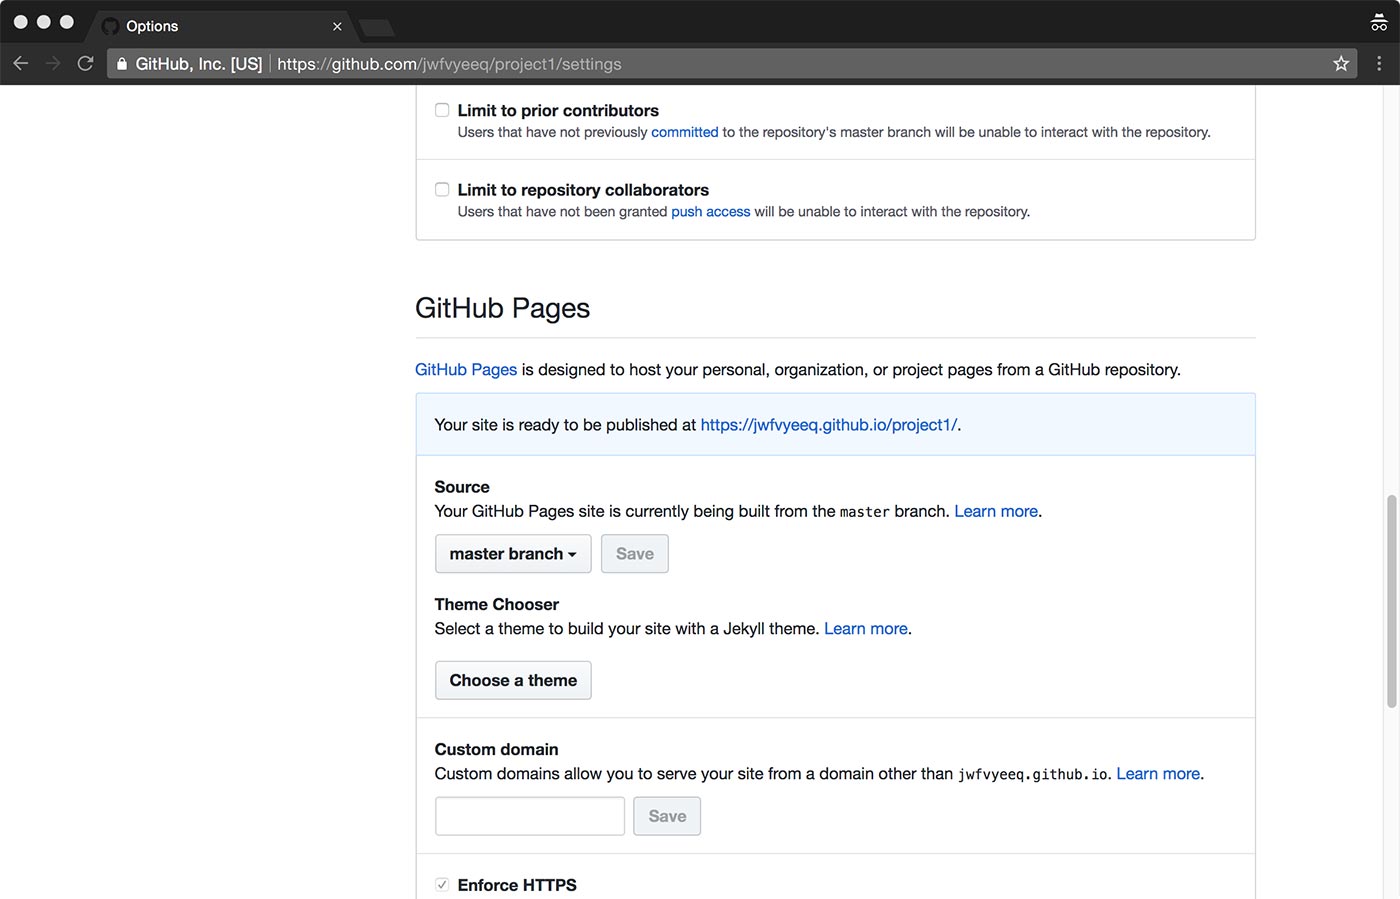 Options
GitHub, Inc. [US] https://github.com/jwfvyeeq/project1/settings
Limit to prior contributors
Users that have not previously committed to the repository's master branch will be unable to interact with the repository.
Limit to repository collaborators
Users that have not been granted push access will be unable to interact with the repository.
GitHub Pages
GitHub Pages is designed to host your personal, organization, or project pages from a GitHub repository.
Your site is ready to be published at https://jwfvyeeq.github.io/project1/.
Source
Your GitHub Pages site is currently being built from the master branch. Learn more.
master branch Save
Theme Chooser
Select a theme to build your site with a Jekyll theme. Learn more.
Choose a theme
Custom domain
Custom domains allow you to serve your site from a domain other than jwfvyeeq.github.io. Learn more.
Save
Enforce HTTPS